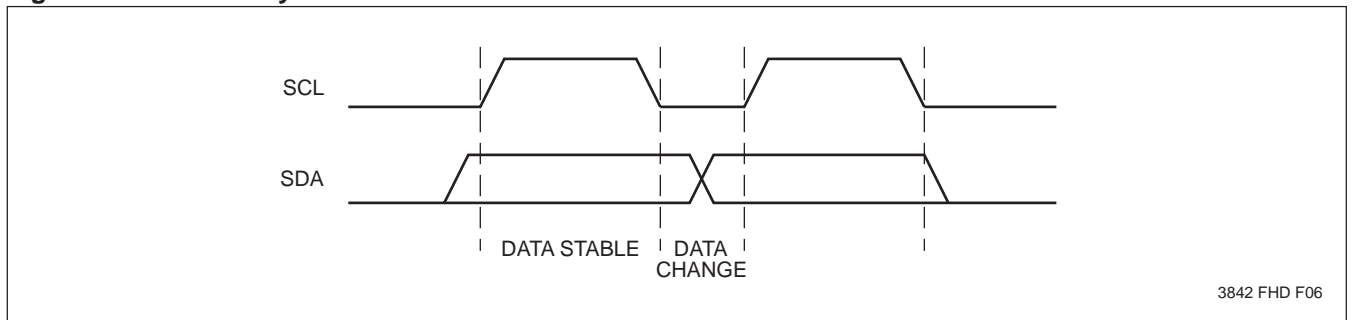 SCL
SDA
DATA STABLE
DATA
CHANGE
3842 FHD F06